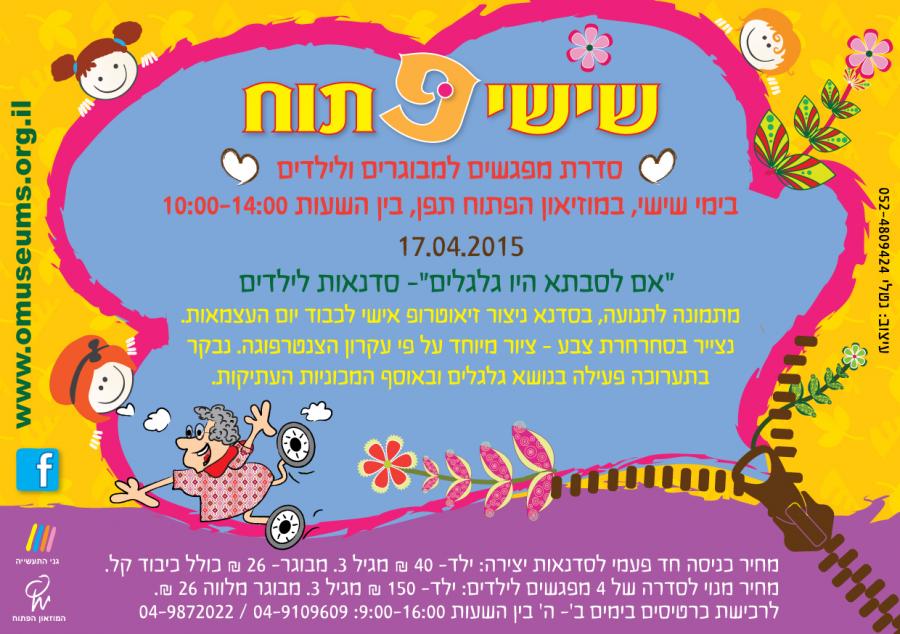 שישי פתוח
סדרת מפגשים למבוגרים ולילדים
בימי שישי, במוזיאון הפתוח תפן, בין השעות 10:00-14:00
17.04.2015
"אם לסבתא היו גלגלים"- סדנאות לילדים
מתמונה לתנועה, בסדנא ניצור זיאוטרופ אישי לכבוד יום העצמאות.
נצייר בסחרחרת צבע - ציור מיוחד על פי עקרון הצנטרפוגה. נבקר
בתערוכה פעילה בנושא גלגלים ובאוסף המכוניות העתיקות.
מחיר כניסה חד פעמי לסדנאות יצירה: ילד- 40 ₪ מגיל 3. מבוגר- 26 ₪ כולל כיבוד קל.
מחיר מנוי לסדרה של 4 מפגשים לילדים: ילד- 150 ₪ מגיל 3. מבוגר מלווה 26 ₪.
לרכישת כרטיסים בימים ב'- ה' בין השעות 9:00-16:00: 04-9109609 / 04-9872022
www.omuseums.org.il
f
גני התעשייה
המוזאון הפתוח
עיצוב: נמלי 052-4809424